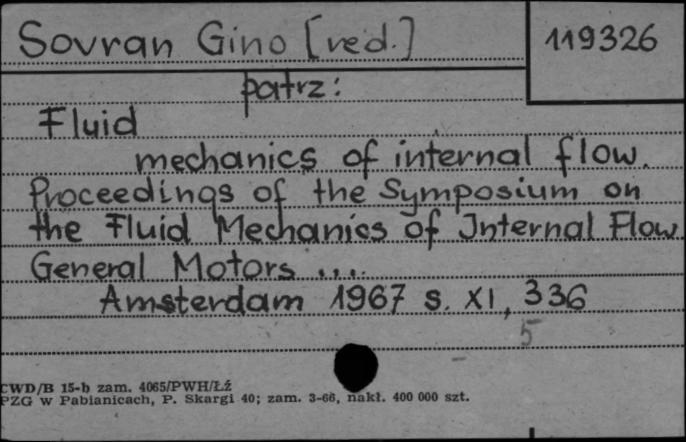 Sovran Gino [red.]
119326
patrz:
Fluid
mechanics of internal flow.
Proceedings of the Symposium on
the Fluid Mechanics of Internal Flow
General Motors ....
Amsterdam 1967 s. XI, 336
5
CWD/B 15-b zam. 4065/PWH/Łź
PZG w Pabianicach, P. Skargi 40; zam. 3-66, nakł. 400 000 szt.